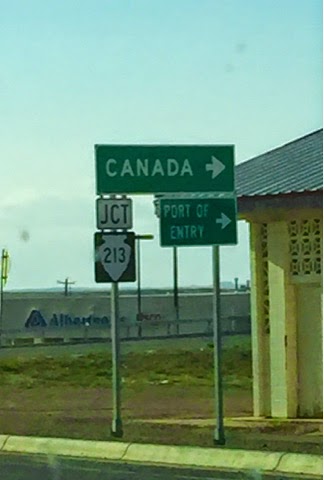 CANADA
JCT
PORT OF
ENTRY
213
Albertsons